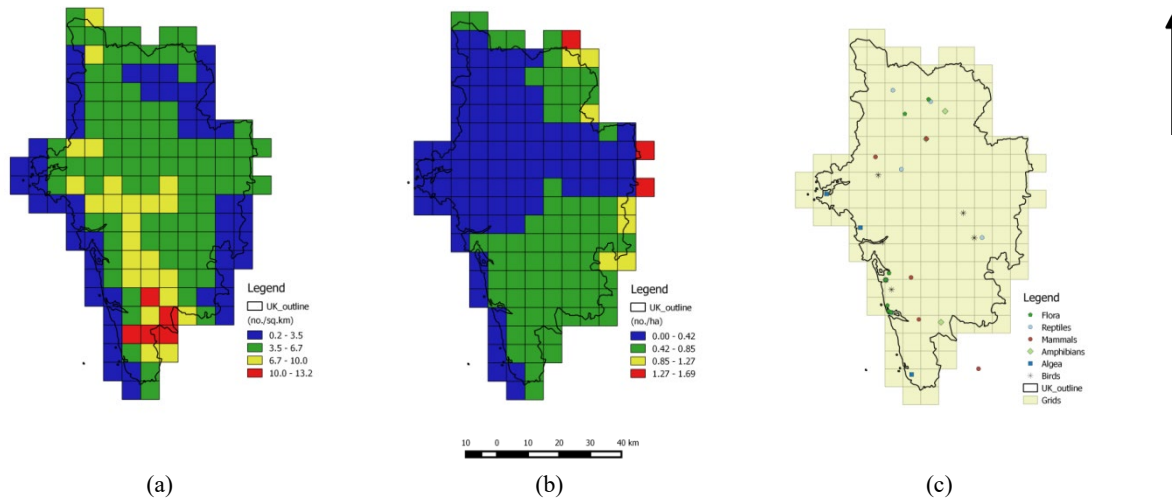 Legend
UK_outline
(no./sq.km)
0.2 - 3.5
3.5 - 6.7
6.7 - 10.0
10.0 - 13.2
Legend
UK_outline
(no./ha)
0.00 - 0.42
0.42 - 0.85
0.85 - 1.27
1.27 - 1.69
Legend
Flora
Reptiles
Mammals
Amphibians
Algea
Birds
UK_outline
Grids
10 0 10 20 30 40 km
(a)
(b)
(c)